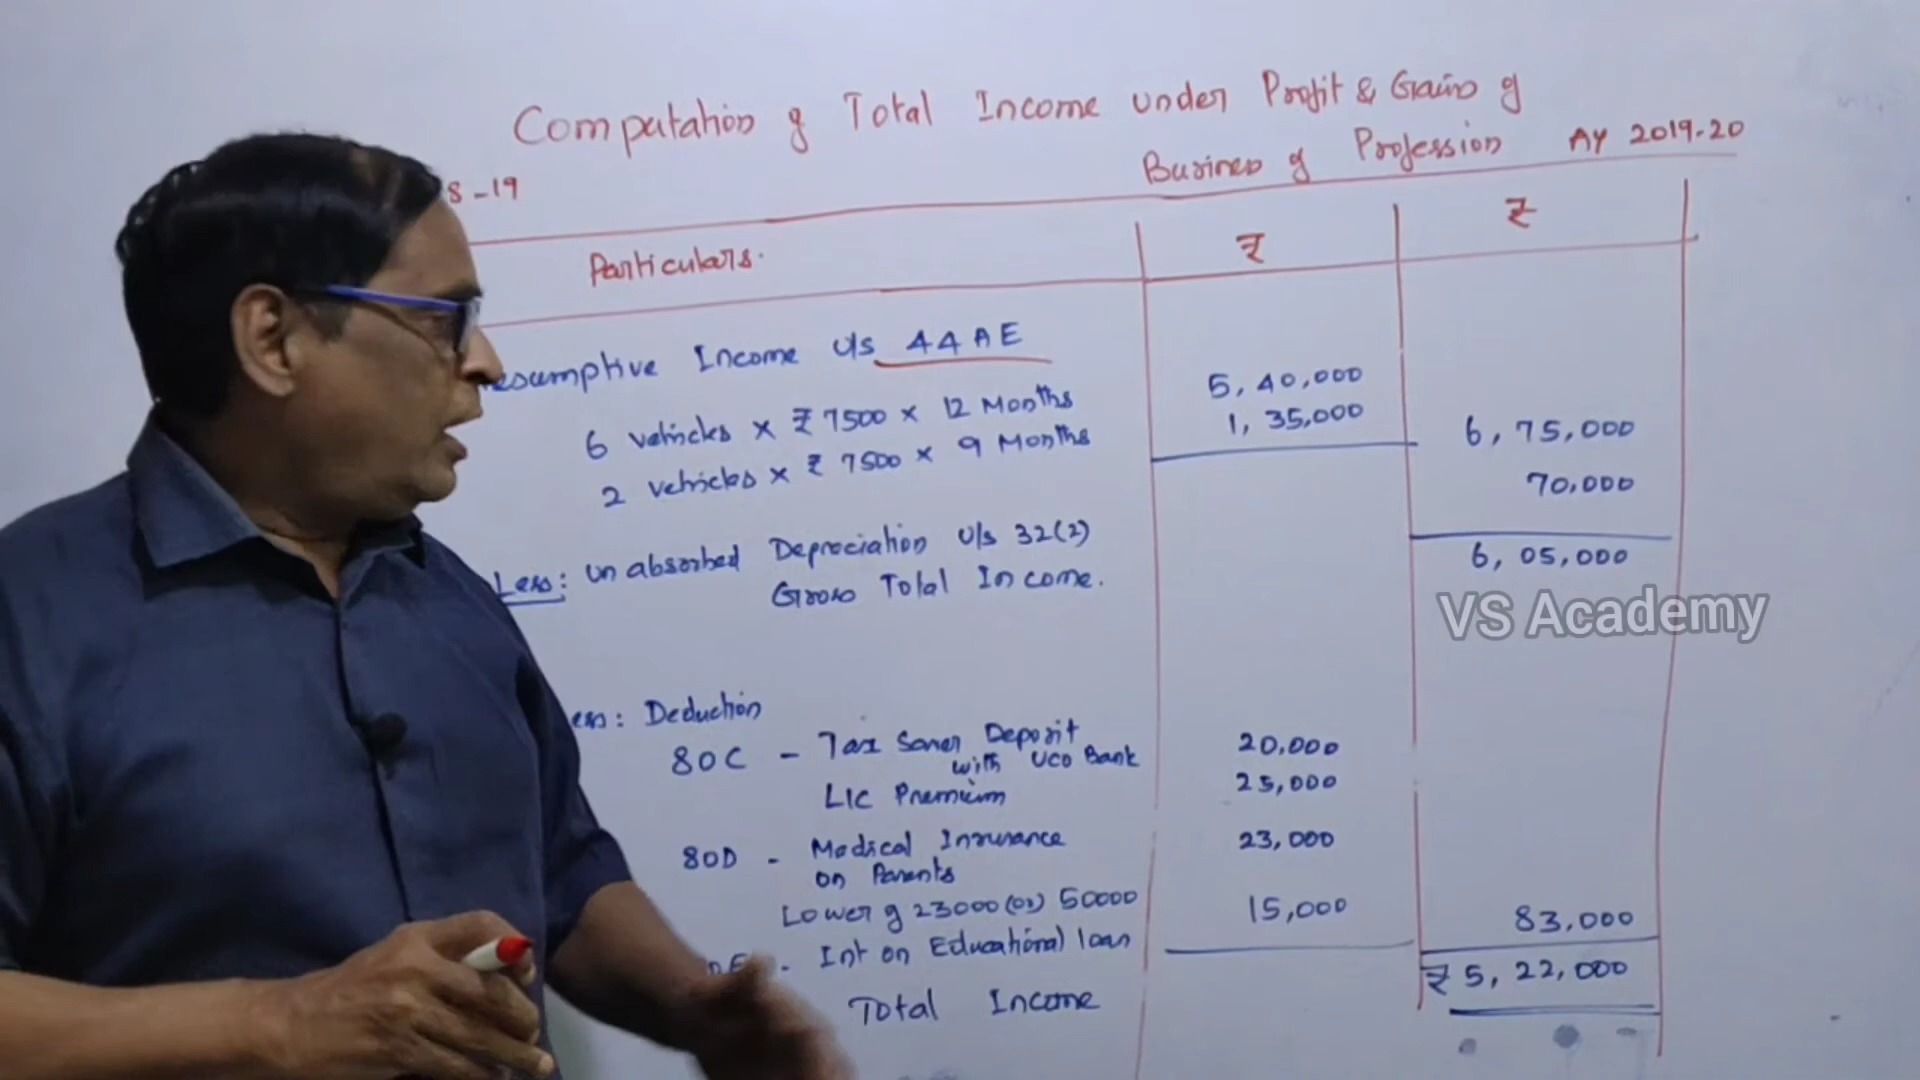 Computation of Total Income under Profit & Gains of
Business of Profession AY 2019-20
8-19
Particulars. ₹ ₹
esumptive Income u/s 44AE
6 vehicles × ₹ 7500 × 12 Months 5,40,000
2 vehicles × ₹ 7500 × 9 Months 1,35,000 6,75,000
Less: unabsorbed Depreciation u/s 32(2) 70,000
Gross Total Income. 6,05,000
VS Academy
ess: Deduction
80C - Tax Saver Deposit 20,000
with Uco Bank
LIC Premium 25,000
80D - Medical Insurance 23,000
on Parents
Lower of 23000 (or) 50000
- Int on Educational loan 15,000 83,000
Total Income ₹ 5,22,000